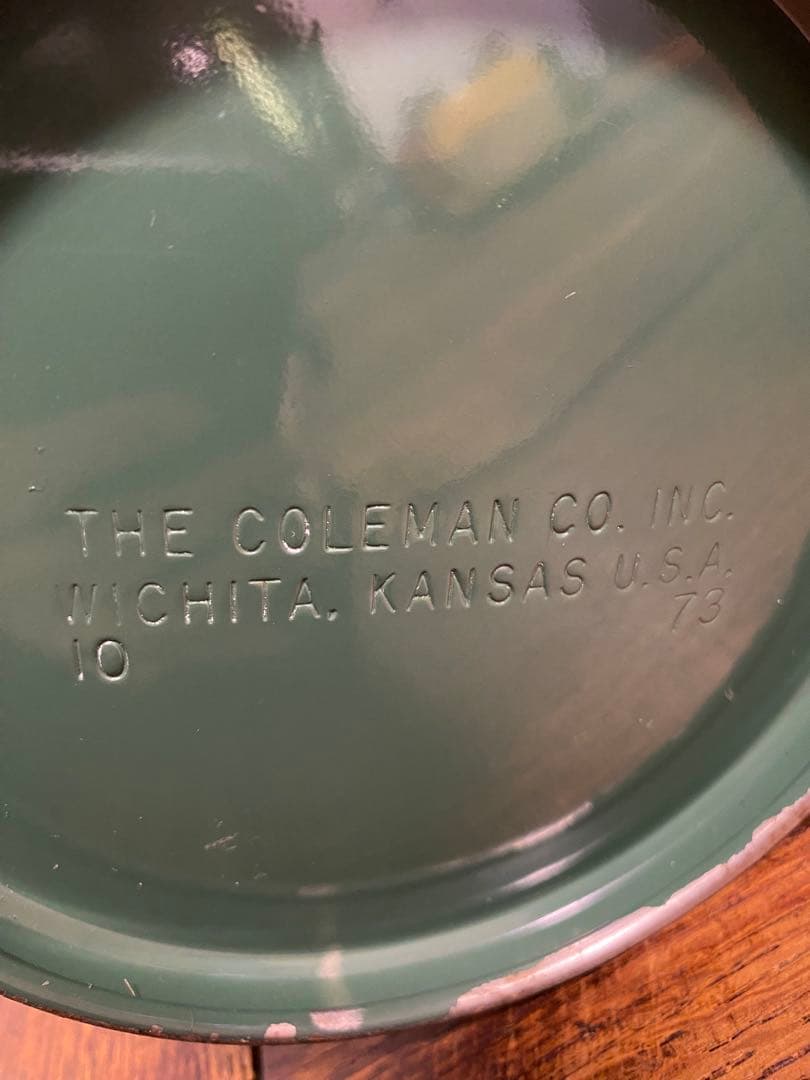 THE COLEMAN CO. INC.
WICHITA, KANSAS U.S.A.
10 73